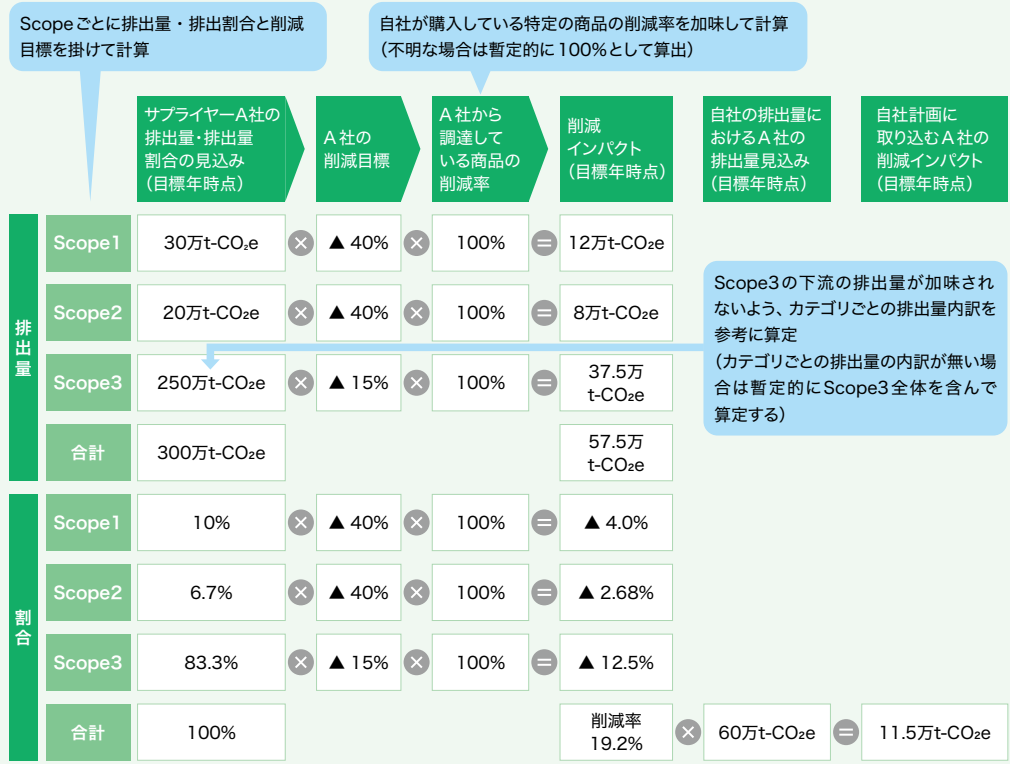 Scopeごとに排出量・排出割合と削減
目標を掛けて計算
自社が購入している特定の商品の削減率を加味して計算
（不明な場合は暫定的に100％として算出）
サプライヤーA社の
排出量・排出量
割合の見込み
（目標年時点）
A社の
削減目標
A社から
調達して
いる商品の
削減率
削減
インパクト
（目標年時点）
自社の排出量に
おけるA社の
排出量見込み
（目標年時点）
自社計画に
取り込むA社の
削減インパクト
（目標年時点）
排出量
Scope1
30万t-CO₂e
×
▲ 40%
×
100%
=
12万t-CO₂e
Scope2
20万t-CO₂e
×
▲ 40%
×
100%
=
8万t-CO₂e
Scope3
250万t-CO₂e
×
▲ 15%
×
100%
=
37.5万
t-CO₂e
合計
300万t-CO₂e
57.5万
t-CO₂e
Scope3の下流の排出量が加味され
ないよう、カテゴリごとの排出量内訳を
参考に算定
（カテゴリごとの排出量の内訳が無い場
合は暫定的にScope3全体を含んで
算定する）
割合
Scope1
10%
×
▲ 40%
×
100%
=
▲ 4.0%
Scope2
6.7%
×
▲ 40%
×
100%
=
▲ 2.68%
Scope3
83.3%
×
▲ 15%
×
100%
=
▲ 12.5%
合計
100%
削減率
19.2%
×
60万t-CO₂e
=
11.5万t-CO₂e